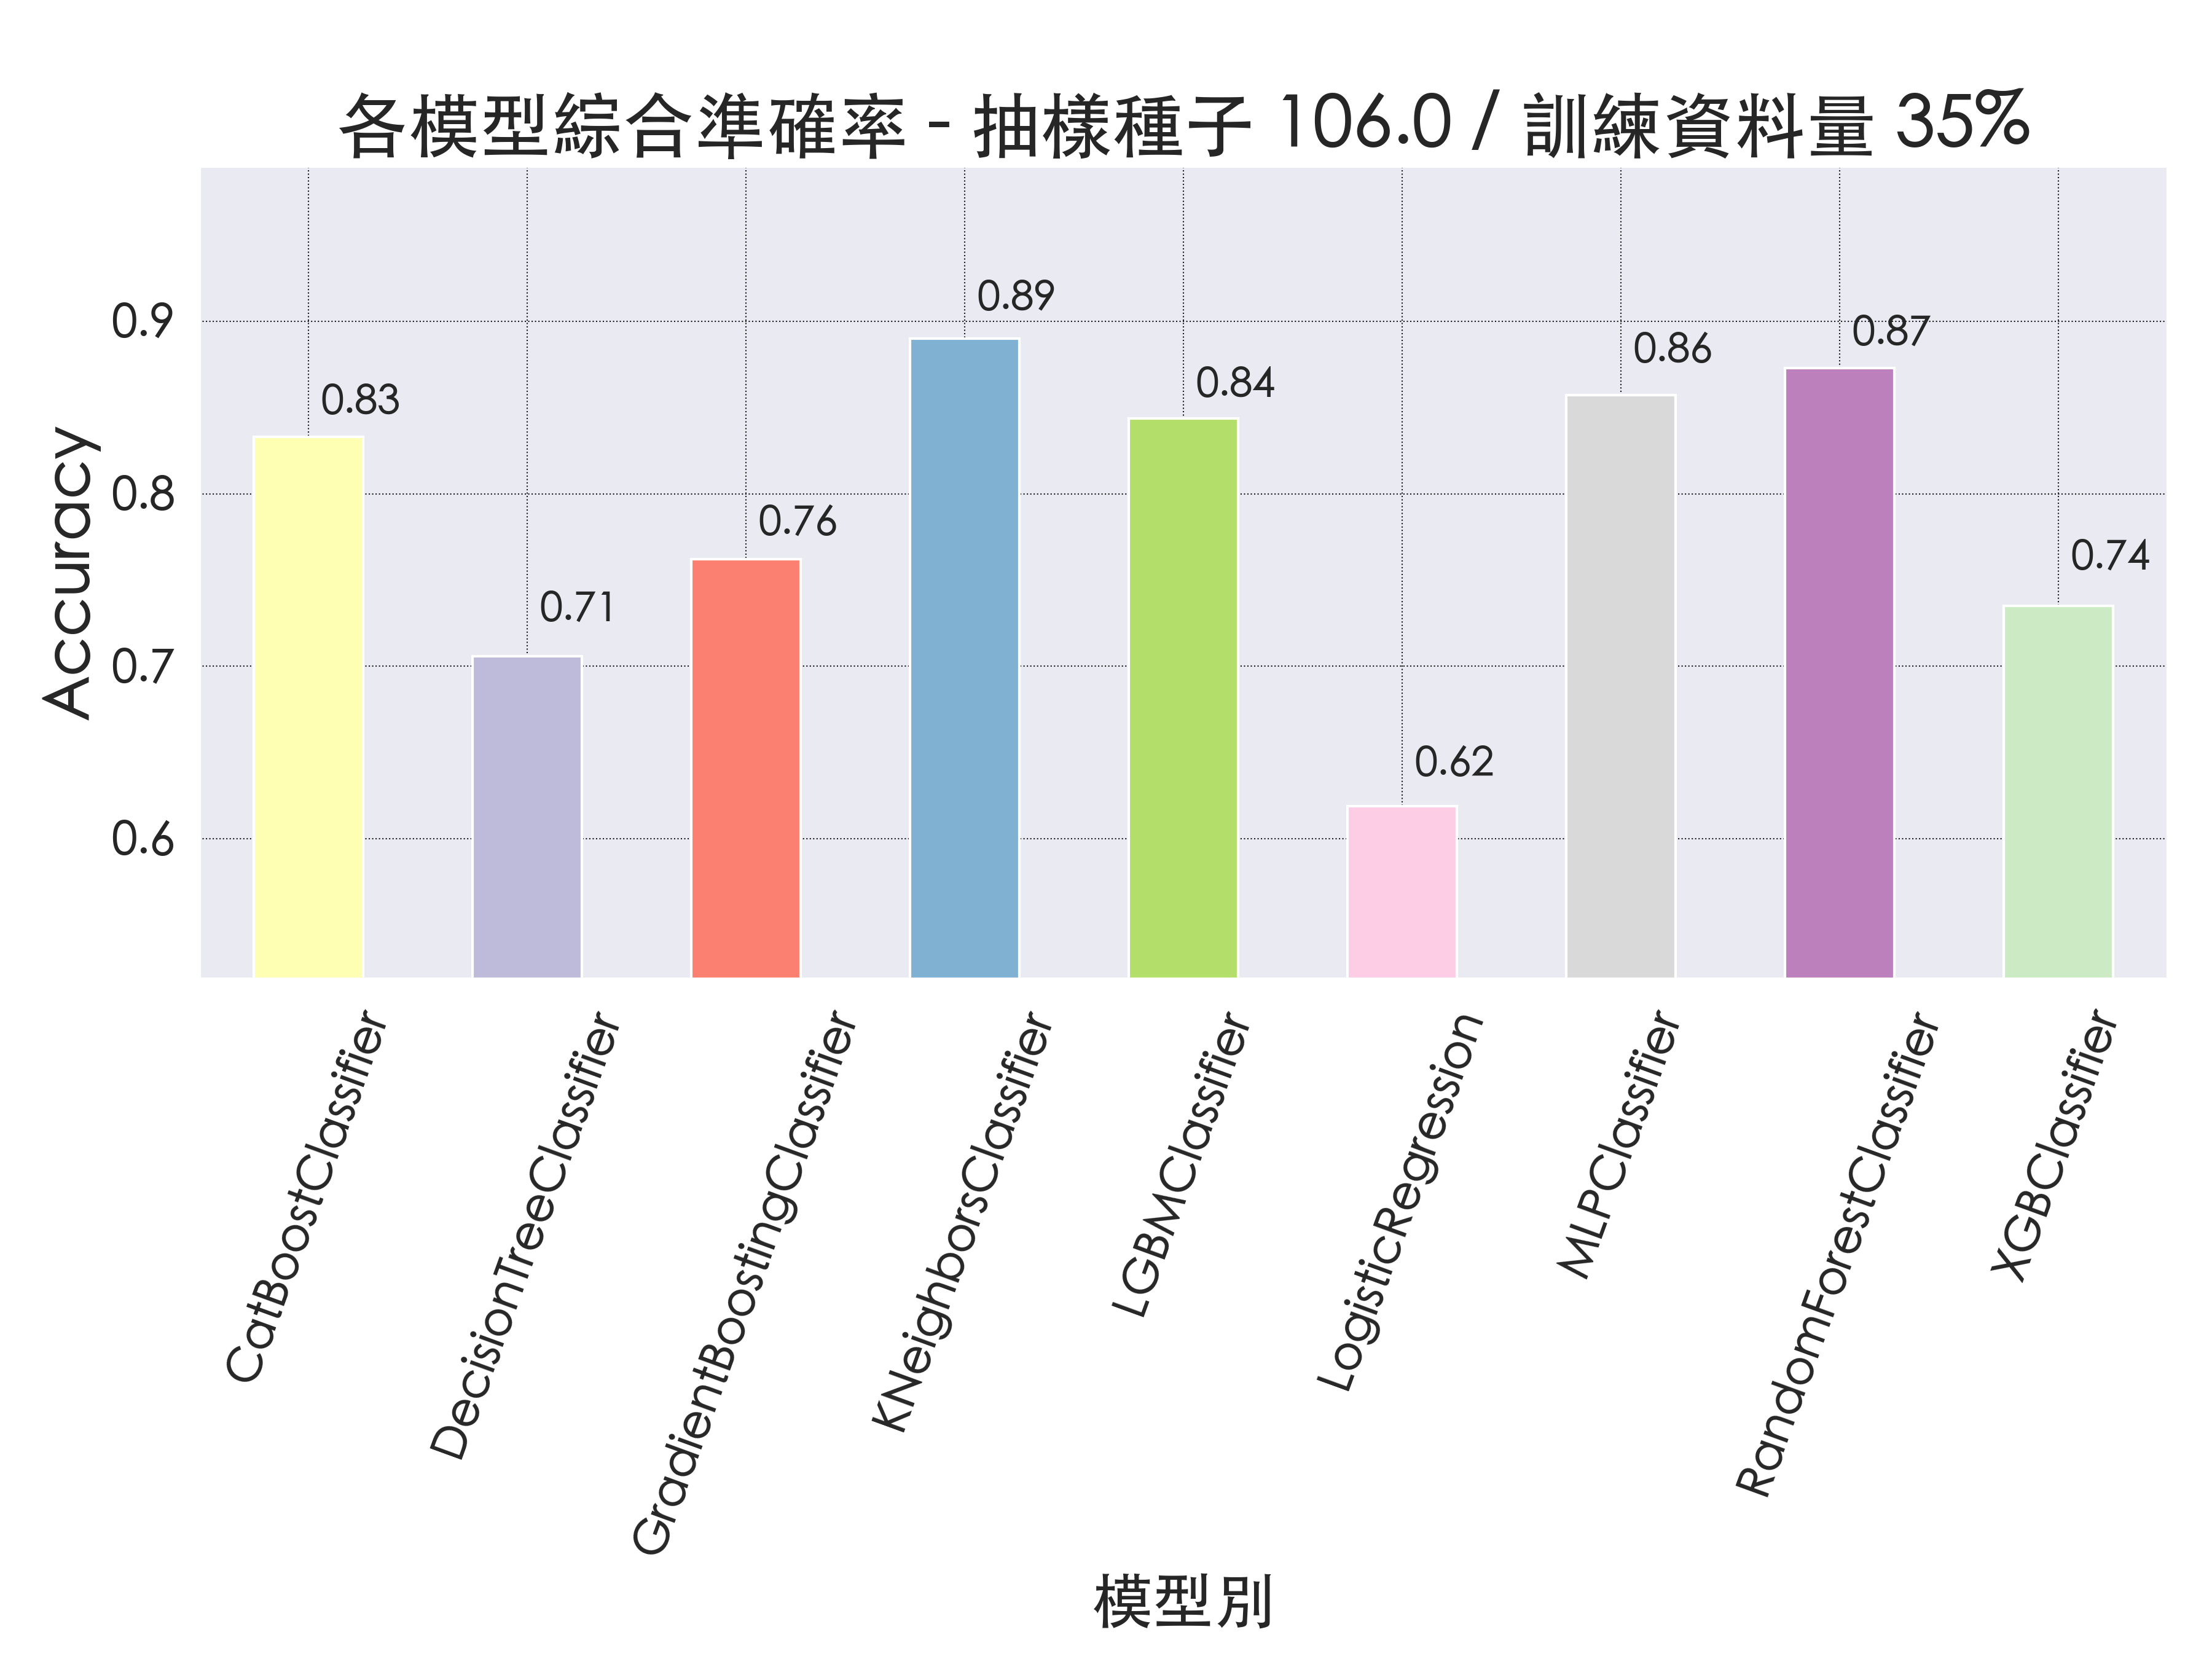 各模型綜合準確率 - 抽樣種子 106.0 / 訓練資料量 35%
Accuracy
0.9
0.8
0.7
0.6
0.83
0.71
0.76
0.89
0.84
0.62
0.86
0.87
0.74
CatBoostClassifier
DecisionTreeClassifier
GradientBoostingClassifier
KNeighborsClassifier
LGBMClassifier
LogisticRegression
MLPClassifier
RandomForestClassifier
XGBClassifier
模型別